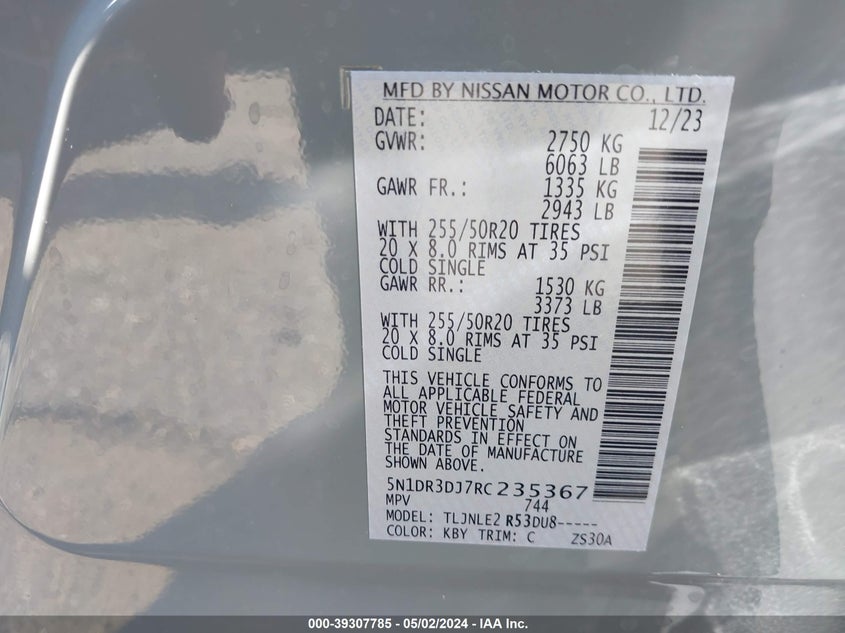 MFD BY NISSAN MOTOR CO., LTD.
DATE: 12/23
GVWR: 2750 KG
6063 LB
GAWR FR.: 1335 KG
2943 LB
WITH 255/50R20 TIRES
20 X 8.0 RIMS AT 35 PSI
COLD SINGLE
GAWR RR.: 1530 KG
3373 LB
WITH 255/50R20 TIRES
20 X 8.0 RIMS AT 35 PSI
COLD SINGLE
THIS VEHICLE CONFORMS TO
ALL APPLICABLE FEDERAL
MOTOR VEHICLE SAFETY AND
THEFT PREVENTION
STANDARDS IN EFFECT ON
THE DATE OF MANUFACTURE
SHOWN ABOVE.
5N1DR3DJ7RC235367
MPV 744
MODEL: TLJNLE2 R53DU8-----
COLOR: KBY TRIM: C ZS30A
000-39307785 - 05/02/2024 - IAA Inc.